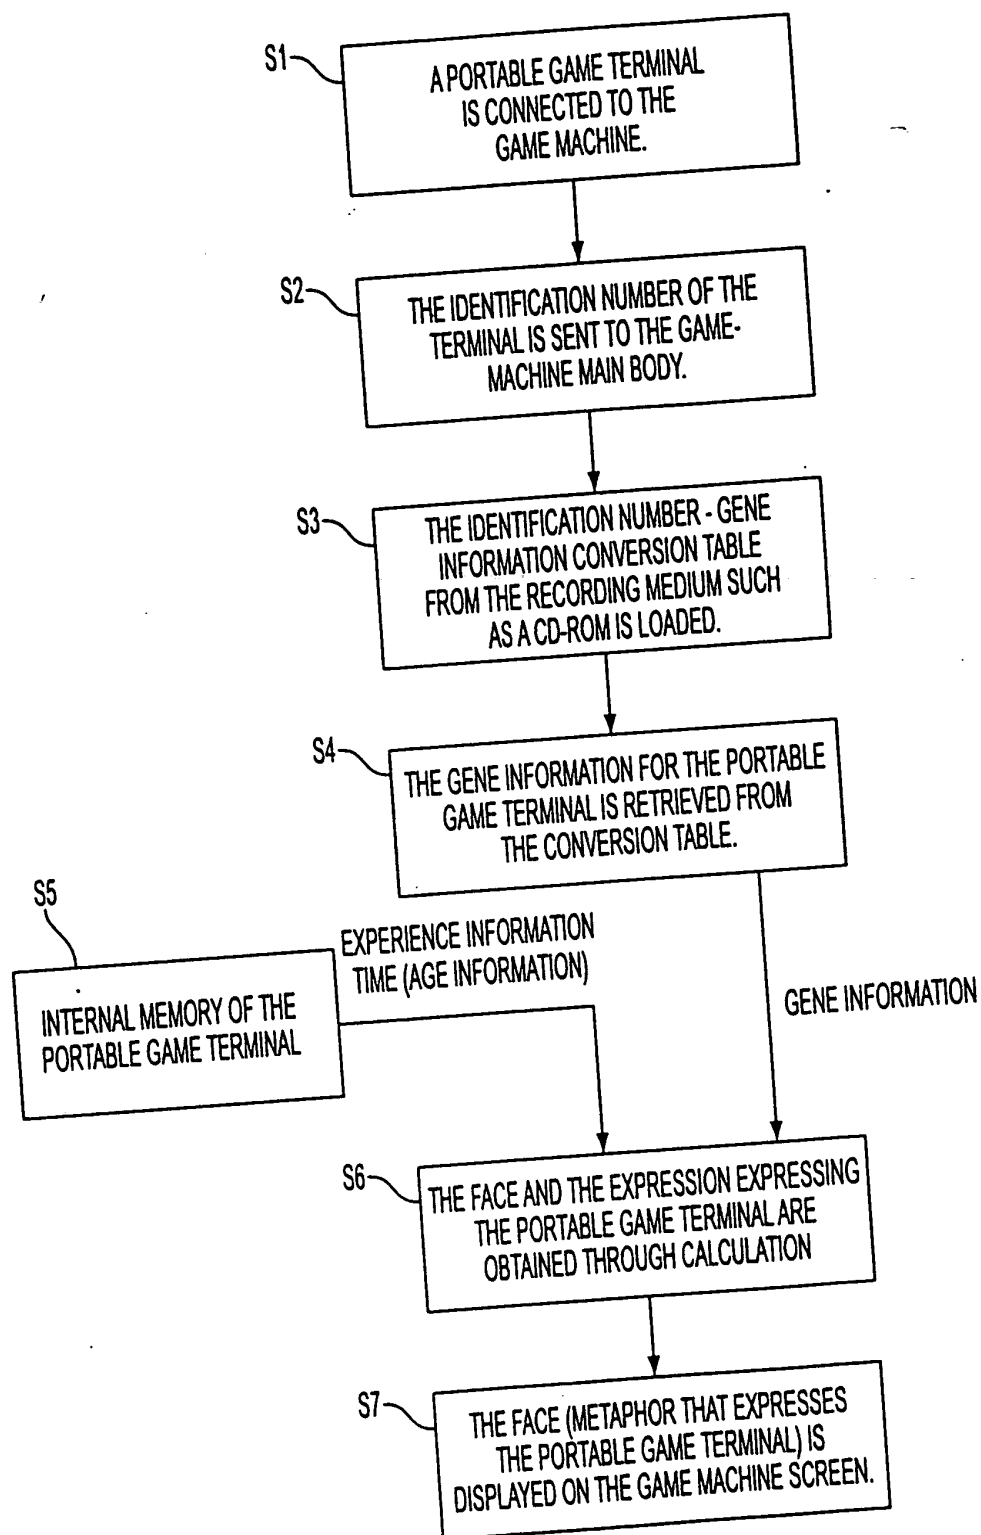 S1
A PORTABLE GAME TERMINAL
IS CONNECTED TO THE
GAME MACHINE.
S2
THE IDENTIFICATION NUMBER OF THE
TERMINAL IS SENT TO THE GAME-
MACHINE MAIN BODY.
S3
THE IDENTIFICATION NUMBER - GENE
INFORMATION CONVERSION TABLE
FROM THE RECORDING MEDIUM SUCH
AS A CD-ROM IS LOADED.
S4
THE GENE INFORMATION FOR THE PORTABLE
GAME TERMINAL IS RETRIEVED FROM
THE CONVERSION TABLE.
S5
INTERNAL MEMORY OF THE
PORTABLE GAME TERMINAL
EXPERIENCE INFORMATION
TIME (AGE INFORMATION)
GENE INFORMATION
S6
THE FACE AND THE EXPRESSION EXPRESSING
THE PORTABLE GAME TERMINAL ARE
OBTAINED THROUGH CALCULATION
S7
THE FACE (METAPHOR THAT EXPRESSES
THE PORTABLE GAME TERMINAL) IS
DISPLAYED ON THE GAME MACHINE SCREEN.